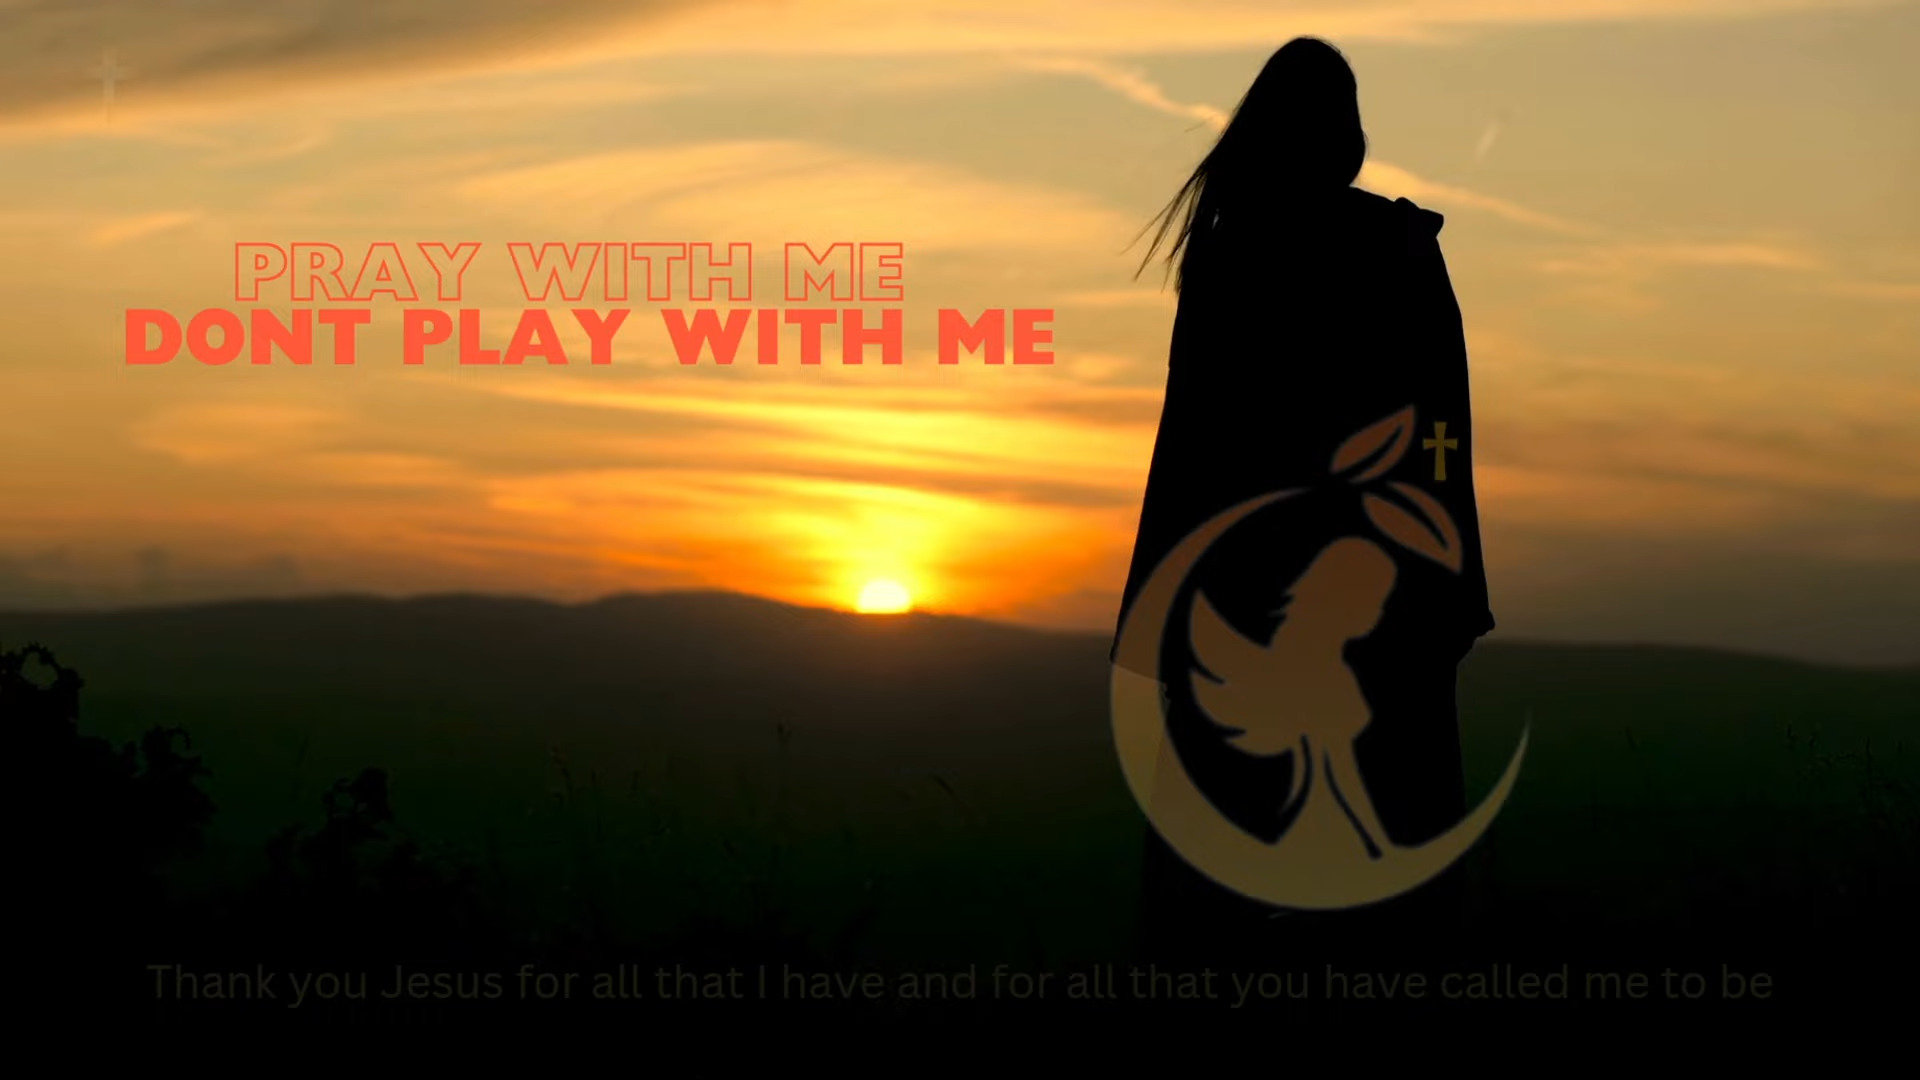 PRAY WITH ME
DONT PLAY WITH ME
Thank you Jesus for all that I have and for all that you have called me to be